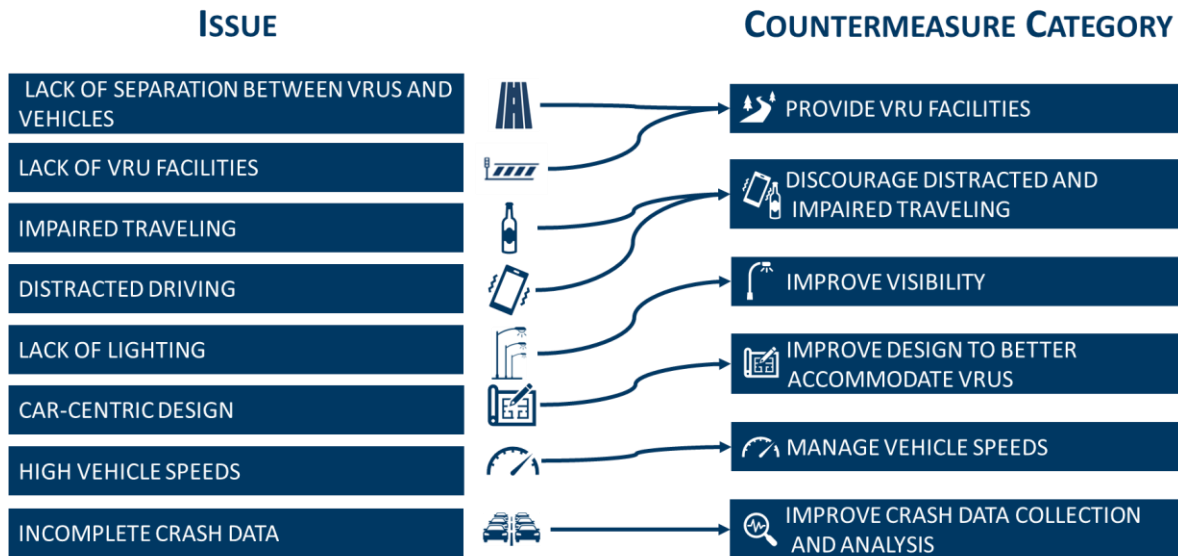 ISSUE
COUNTERMEASURE CATEGORY
LACK OF SEPARATION BETWEEN VRUS AND
VEHICLES
LACK OF VRU FACILITIES
IMPAIRED TRAVELING
DISTRACTED DRIVING
LACK OF LIGHTING
CAR-CENTRIC DESIGN
HIGH VEHICLE SPEEDS
INCOMPLETE CRASH DATA
PROVIDE VRU FACILITIES
DISCOURAGE DISTRACTED AND
IMPAIRED TRAVELING
IMPROVE VISIBILITY
IMPROVE DESIGN TO BETTER
ACCOMMODATE VRUS
MANAGE VEHICLE SPEEDS
IMPROVE CRASH DATA COLLECTION
AND ANALYSIS